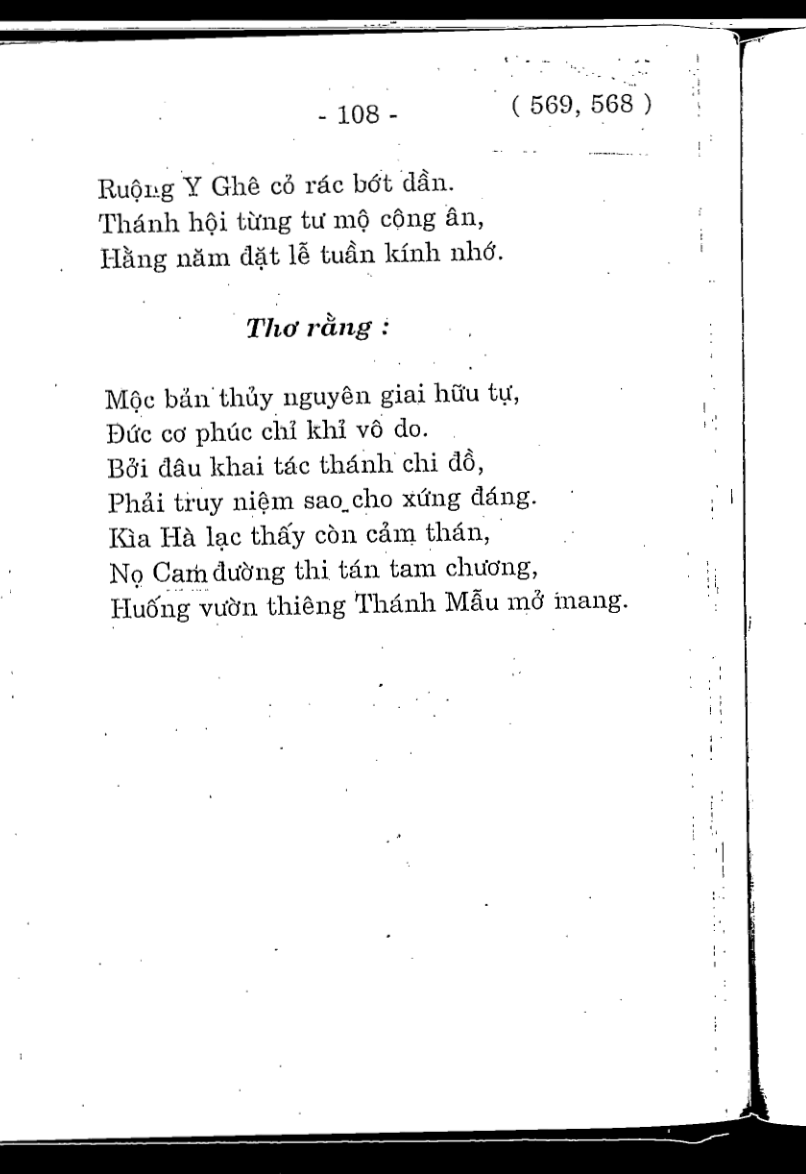 - 108 -
( 569, 568 )
Ruộng Y Ghê cỏ rác bớt dần.
Thánh hội từng tư mộ công ân,
Hằng năm đặt lễ tuần kính nhớ.
Thơ rằng :
Mộc bản thủy nguyên giai hữu tự,
Đức cơ phúc chỉ khỉ vô do.
Bởi đâu khai tác thánh chi đồ,
Phải truy niệm sao cho xứng đáng.
Kìa Hà lạc thấy còn cảm thán,
Nọ Cam đường thi tán tam chương,
Huống vườn thiêng Thánh Mẫu mở mang.